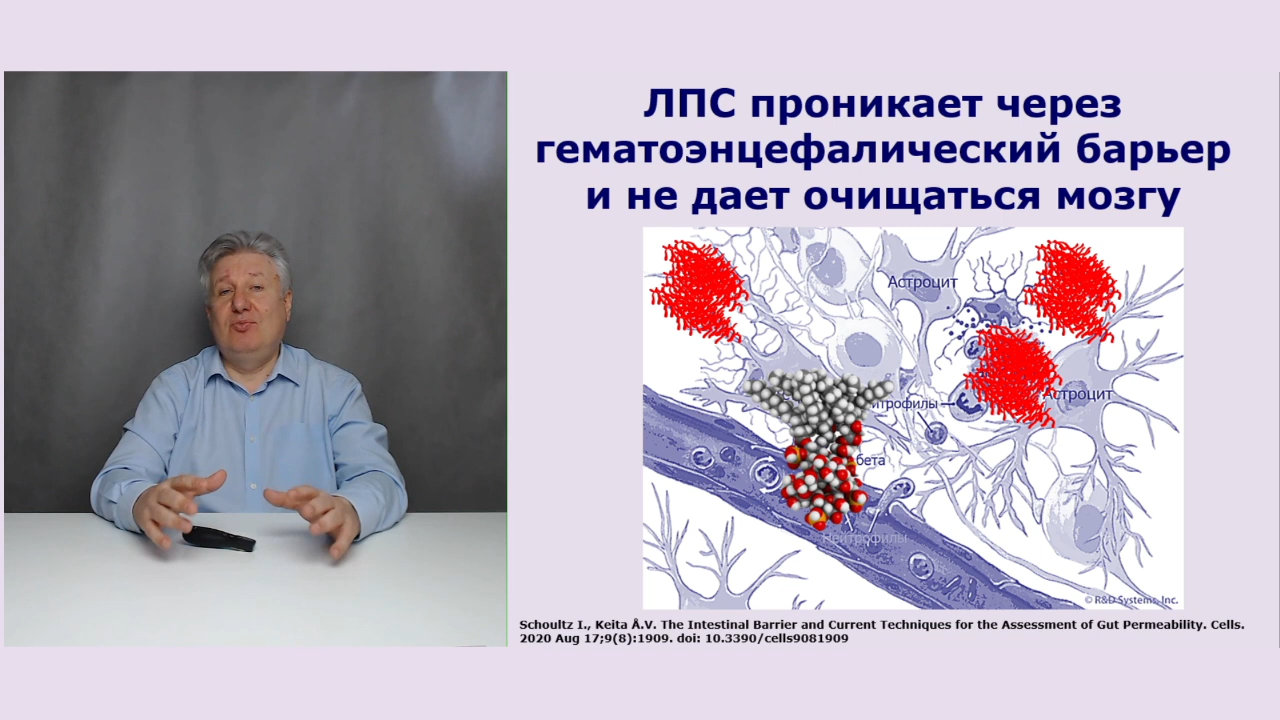 ЛПС проникает через
гематоэнцефалический барьер
и не дает очищаться мозгу
Астроцит
Астроцит
бета
Нейтрофилы
© R&D Systems, Inc.
Schoultz I., Keita Å.V. The Intestinal Barrier and Current Techniques for the Assessment of Gut Permeability. Cells.
2020 Aug 17;9(8):1909. doi: 10.3390/cells9081909